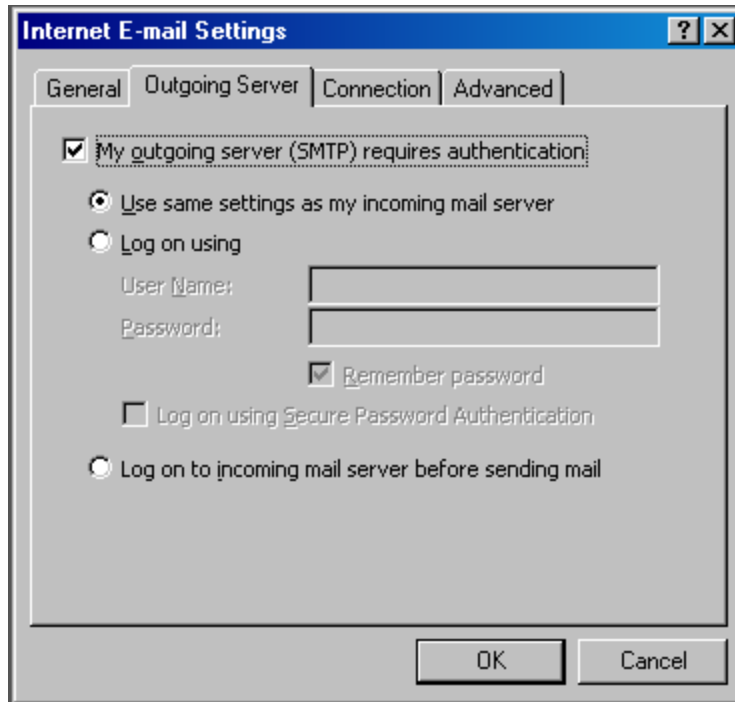 Internet E-mail Settings
General Outgoing Server Connection Advanced
My outgoing server (SMTP) requires authentication
Use same settings as my incoming mail server
Log on using
User Name:
Password:
Remember password
Log on using Secure Password Authentication
Log on to incoming mail server before sending mail
OK Cancel